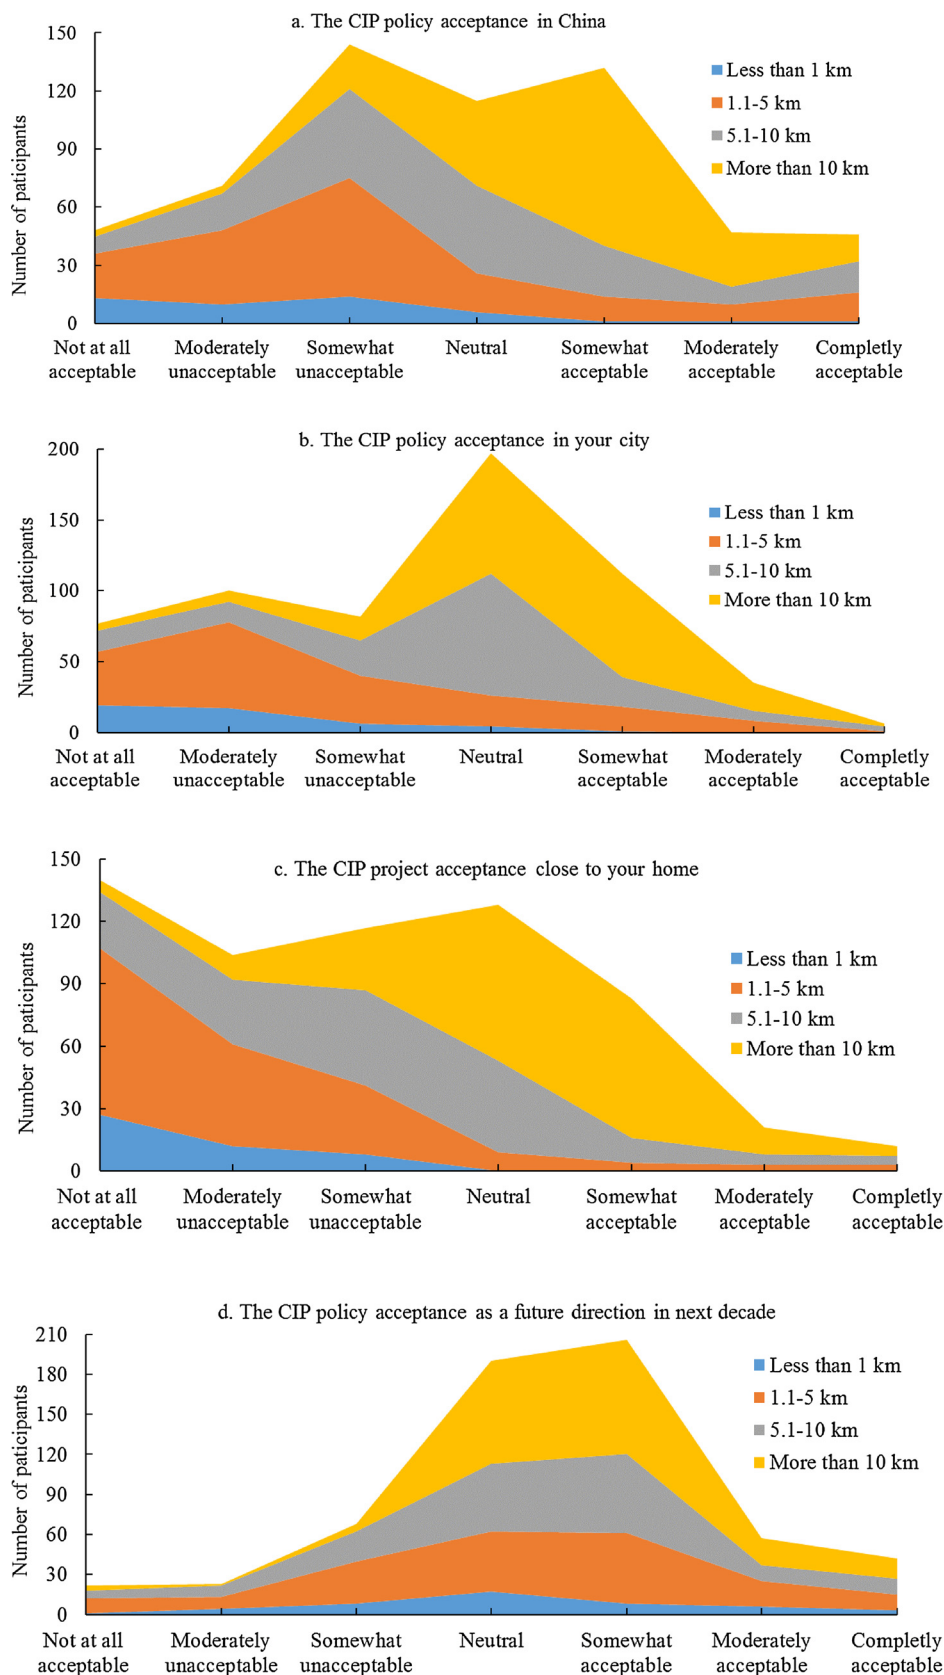 a. The CIP policy acceptance in China
150
120
90
60
30
0
Number of paticipants
Less than 1 km
1.1-5 km
5.1-10 km
More than 10 km
Not at all acceptable
Moderately unacceptable
Somewhat unacceptable
Neutral
Somewhat acceptable
Moderately acceptable
Completly acceptable
b. The CIP policy acceptance in your city
200
150
100
50
0
Number of paticipants
Less than 1 km
1.1-5 km
5.1-10 km
More than 10 km
Not at all acceptable
Moderately unacceptable
Somewhat unacceptable
Neutral
Somewhat acceptable
Moderately acceptable
Completly acceptable
c. The CIP project acceptance close to your home
150
120
90
60
30
0
Number of paticipants
Less than 1 km
1.1-5 km
5.1-10 km
More than 10 km
Not at all acceptable
Moderately unacceptable
Somewhat unacceptable
Neutral
Somewhat acceptable
Moderately acceptable
Completly acceptable
d. The CIP policy acceptance as a future direction in next decade
210
180
150
120
90
60
30
0
Number of paticipants
Less than 1 km
1.1-5 km
5.1-10 km
More than 10 km
Not at all acceptable
Moderately unacceptable
Somewhat unacceptable
Neutral
Somewhat acceptable
Moderately acceptable
Completly acceptable